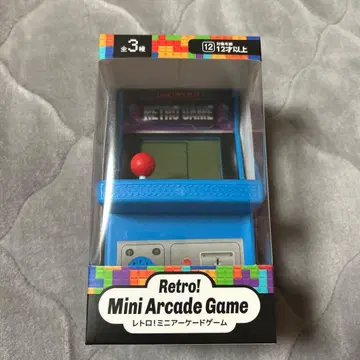 全3種
12 対象年齢 12才以上
RETRO GAME
Retro!
Mini Arcade Game
レトロ!ミニアーケードゲーム